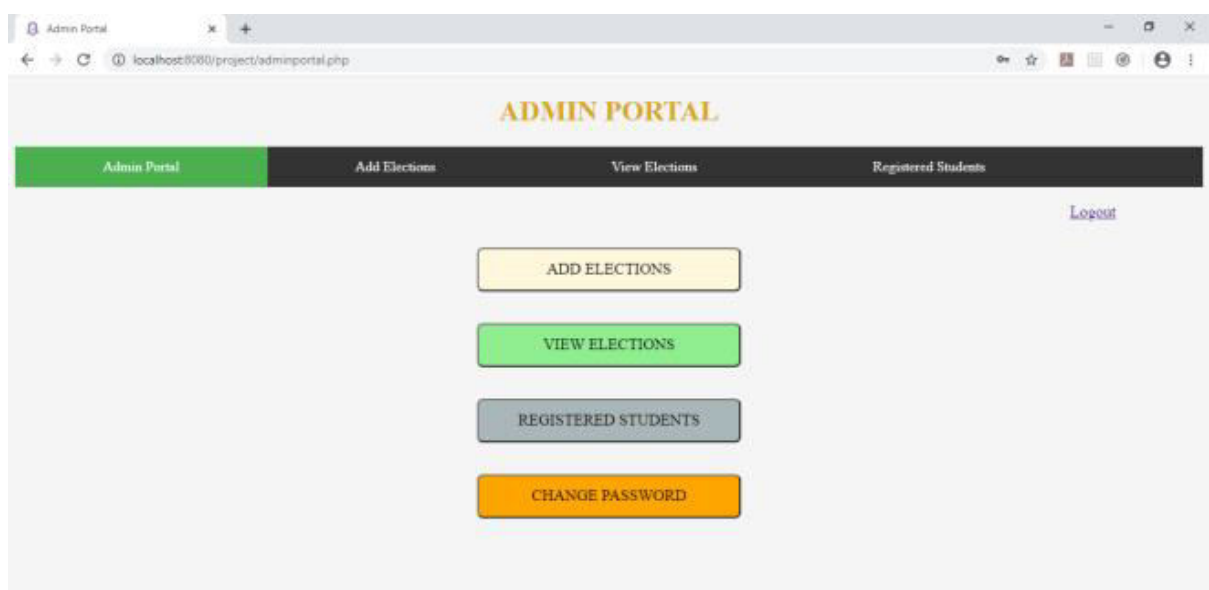 Admin Portal
localhost:8080/project/adminportal.php
ADMIN PORTAL
Admin Portal Add Elections View Elections Registered Students
Logout
ADD ELECTIONS
VIEW ELECTIONS
REGISTERED STUDENTS
CHANGE PASSWORD